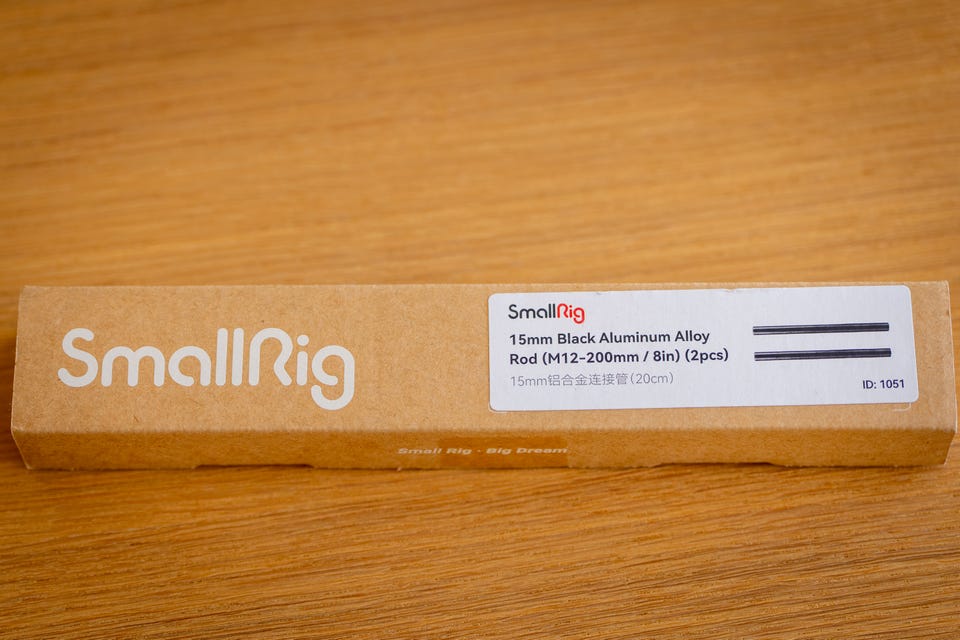 SmallRig
SmallRig
15mm Black Aluminum Alloy
Rod (M12-200mm / 8in) (2pcs)
15mm铝合金连接管(20cm)
ID: 1051
Small Rig · Big Dream